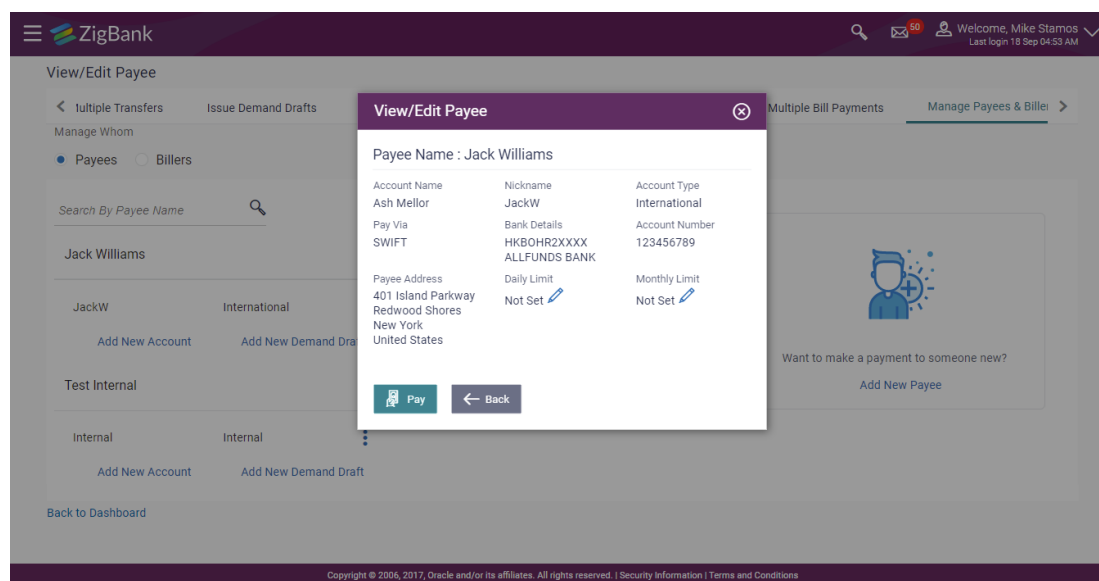 ZigBank
50
Welcome, Mike Stamos
Last login 18 Sep 04:53 AM
View/Edit Payee
Transfers
Issue Demand Drafts
Multiple Bill Payments
Manage Payees &
Manage Whom
Payees
Billers
Search By Payee Name
Jack Williams
JackW
International
Add New Account
Add New Demand
Test Internal
Internal
Internal
Add New Account
Add New Demand Draft
Back to Dashboard
View/Edit Payee
Payee Name : Jack Williams
Account Name
Nickname
Account Type
Ash Mellor
JackW
International
Pay Via
Bank Details
Account Number
SWIFT
HKBOHR2XXXX
123456789
ALLFUNDS BANK
Payee Address
Daily Limit
Monthly Limit
401 Island Parkway
Redwood Shores
New York
United States
Not Set
Not Set
Pay
Back
Want to make a payment to someone new?
Add New Payee
Copyright © 2006, 2017, Oracle and/or its affiliates. All rights reserved. | Security Information | Terms and Conditions